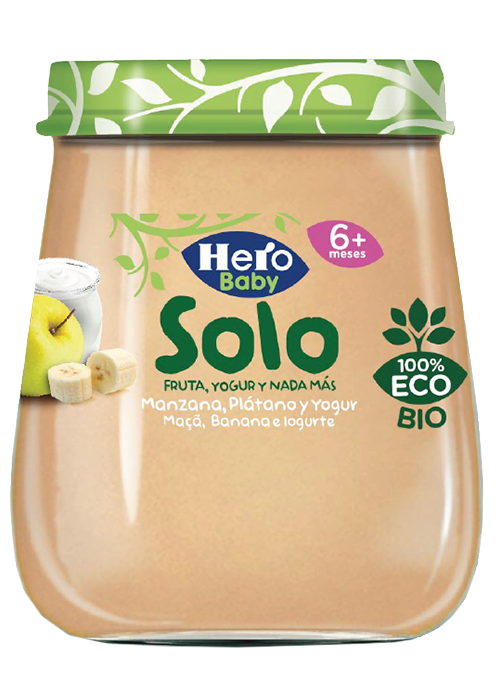 6+
meses
Hero
Baby
Solo
FRUTA, YOGUR Y NADA MÁS
Manzana, Plátano y Yogur
Maçã, Banana e Iogurte
100%
ECO
BIO